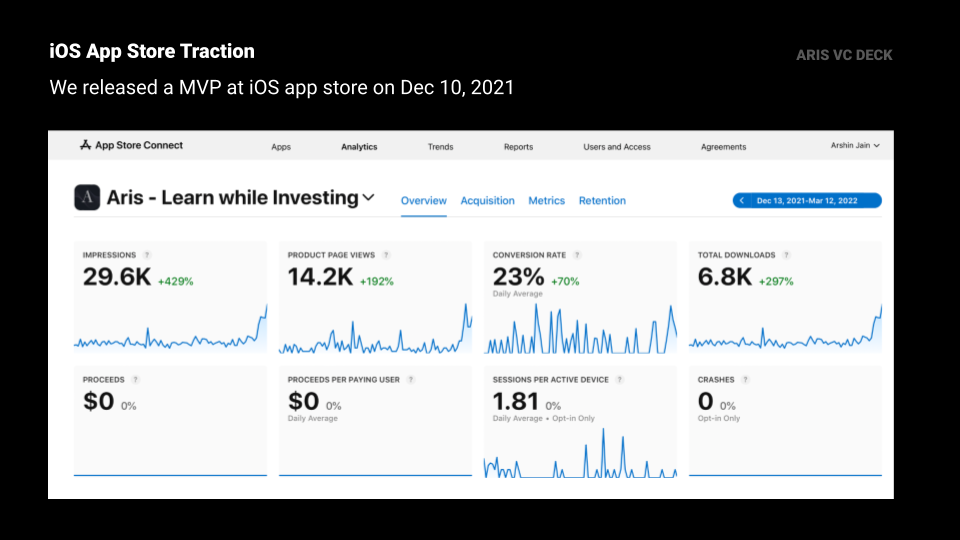 iOS App Store Traction
ARIS VC DECK
We released a MVP at iOS app store on Dec 10, 2021
App Store Connect
Apps
Analytics
Trends
Reports
Users and Access
Agreements
Arshin Jain
A
Aris - Learn while Investing
Overview
Acquisition
Metrics
Retention
Dec 13, 2021-Mar 12, 2022
IMPRESSIONS ?
29.6K +429%
PRODUCT PAGE VIEWS ?
14.2K +192%
CONVERSION RATE ?
23% +70%
Daily Average
TOTAL DOWNLOADS ?
6.8K +297%
PROCEEDS ?
$0 0%
PROCEEDS PER PAYING USER ?
$0 0%
Daily Average
SESSIONS PER ACTIVE DEVICE ?
1.81 0%
Daily Average • Opt-in Only
CRASHES ?
0 0%
Opt-in Only